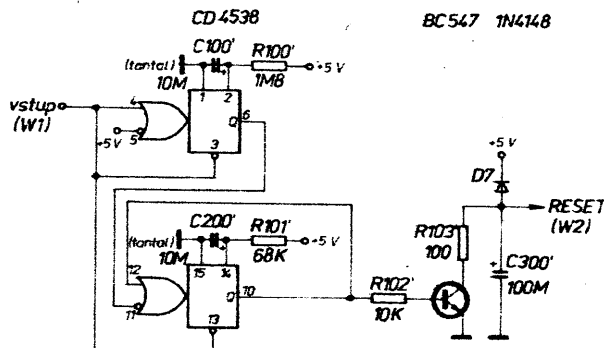 CD 4538
BC547 1N4148
C100'
R100'
(tantal)
10M
1M8
+5 V
1
2
vstup
(W1)
4
+5 V
5
Q
6
3
+5 V
D7
RESET
(W2)
C200'
R101'
(tantal)
10M
68K
+5 V
15
14
R103'
100
C300'
+
100M
12
11
Q
10
13
R102'
10K